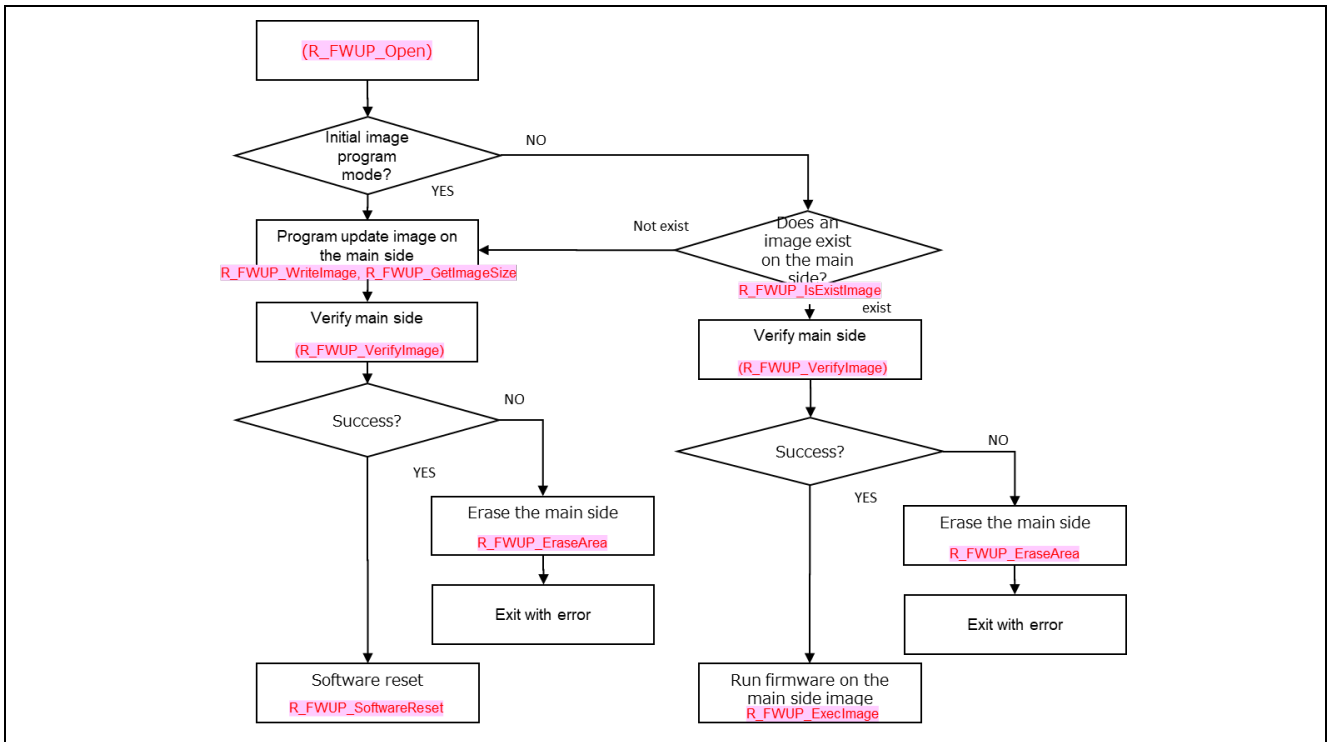 (R_FWUP_Open)
Initial image
program
mode?
NO
YES
Program update image on
the main side
R_FWUP_WriteImage, R_FWUP_GetImageSize
Not exist
Does an
image exist
on the main
side?
R_FWUP_IsExistImage
exist
Verify main side
(R_FWUP_VerifyImage)
Verify main side
(R_FWUP_VerifyImage)
Success?
NO
YES
Success?
NO
YES
Erase the main side
R_FWUP_EraseArea
Exit with error
Erase the main side
R_FWUP_EraseArea
Exit with error
Software reset
R_FWUP_SoftwareReset
Run firmware on the
main side image
R_FWUP_ExecImage